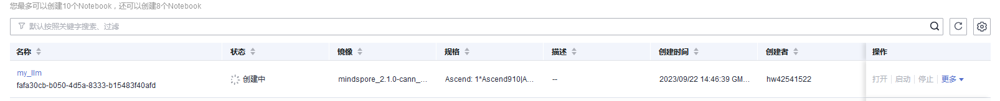 您最多可以创建10个Notebook，还可以创建8个Notebook
默认按照关键字搜索、过滤
名称 状态 镜像 规格 描述 创建时间 创建者 操作
my_llm
fafa30cb-b050-4d5a-8333-b15483f40afd
创建中 mindspore_2.1.0-cann_... Ascend: 1*Ascend910|A... -- 2023/09/22 14:46:39 GM... hw42541522 打开 启动 停止 更多